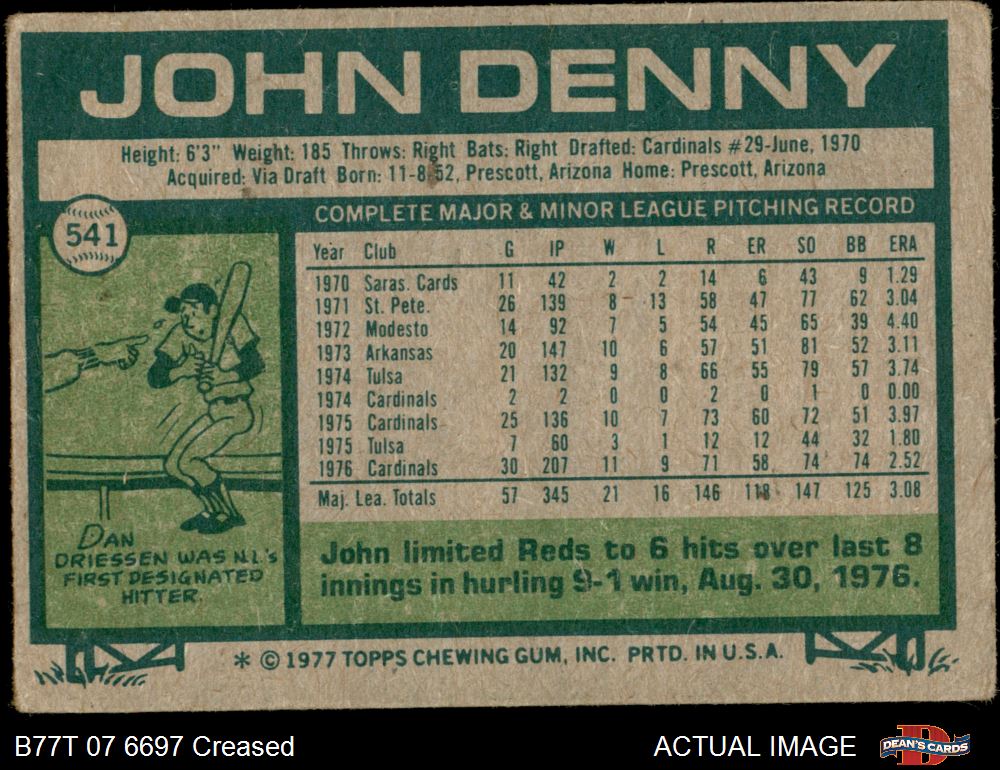 JOHN DENNY
Height: 6'3" Weight: 185 Throws: Right Bats: Right Drafted: Cardinals #29-June, 1970
Acquired: Via Draft Born: 11-8-52, Prescott, Arizona Home: Prescott, Arizona
541
COMPLETE MAJOR & MINOR LEAGUE PITCHING RECORD
Year Club G IP W L R ER SO BB ERA
1970 Saras. Cards 11 42 2 2 14 6 43 9 1.29
1971 St. Pete. 26 139 8 13 58 47 77 62 3.04
1972 Modesto 14 92 7 5 54 45 65 39 4.40
1973 Arkansas 20 147 10 6 57 51 81 52 3.11
1974 Tulsa 21 132 9 8 66 55 79 57 3.74
1974 Cardinals 2 2 0 0 2 0 1 0 0.00
1975 Cardinals 25 136 10 7 73 60 72 51 3.97
1975 Tulsa 7 60 3 1 12 12 44 32 1.80
1976 Cardinals 30 207 11 9 71 58 74 74 2.52
Maj. Lea. Totals 57 345 21 16 146 118 147 125 3.08
DAN
DRIESSEN WAS N.L.'S
FIRST DESIGNATED
HITTER.
John limited Reds to 6 hits over last 8
innings in hurling 9-1 win, Aug. 30, 1976.
* © 1977 TOPPS CHEWING GUM, INC. PRTD. IN U.S.A.
B77T 07 6697 Creased
ACTUAL IMAGE
DEAN'S CARDS